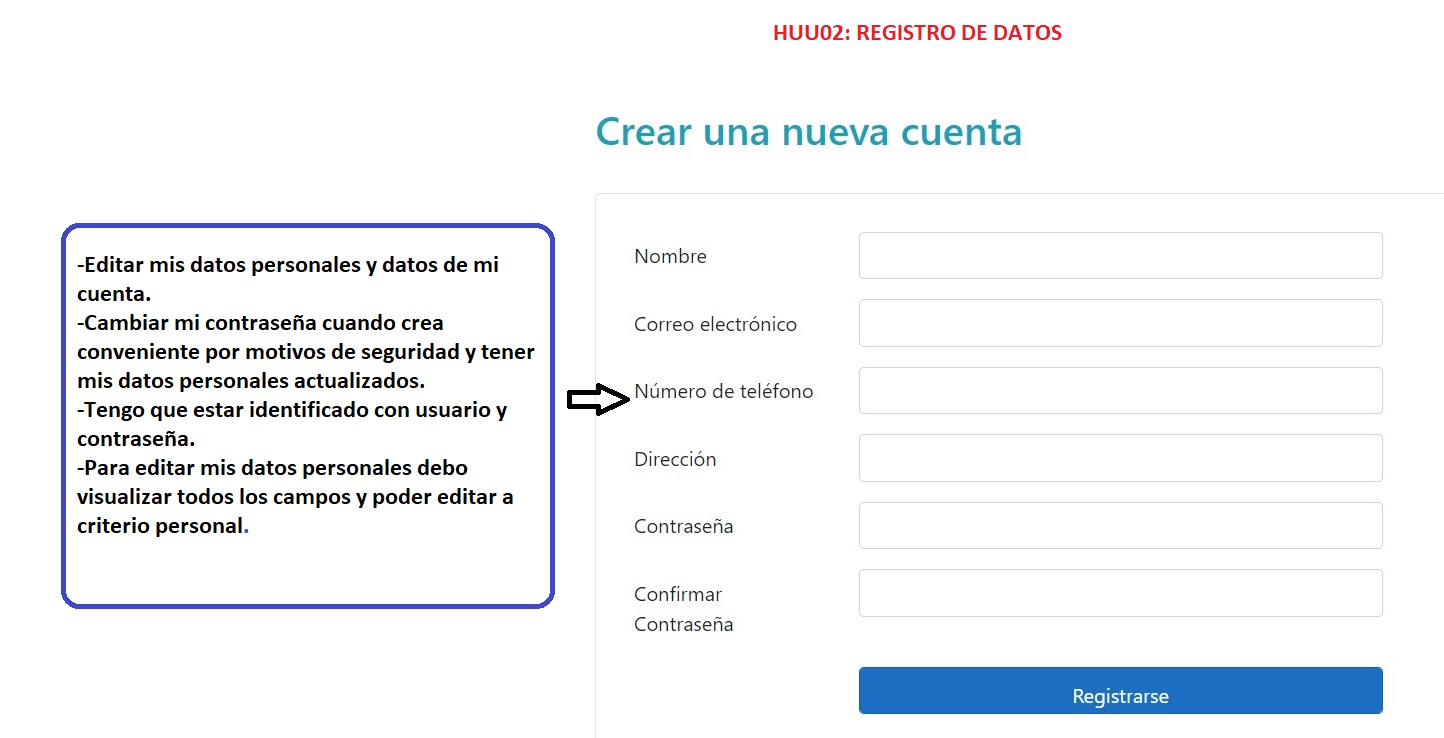 HUU02: REGISTRO DE DATOS
Crear una nueva cuenta
-Editar mis datos personales y datos de mi
cuenta.
-Cambiar mi contraseña cuando crea
conveniente por motivos de seguridad y tener
mis datos personales actualizados.
-Tengo que estar identificado con usuario y
contraseña.
-Para editar mis datos personales debo
visualizar todos los campos y poder editar a
criterio personal.
Nombre
Correo electrónico
Número de teléfono
Dirección
Contraseña
Confirmar
Contraseña
Registrarse